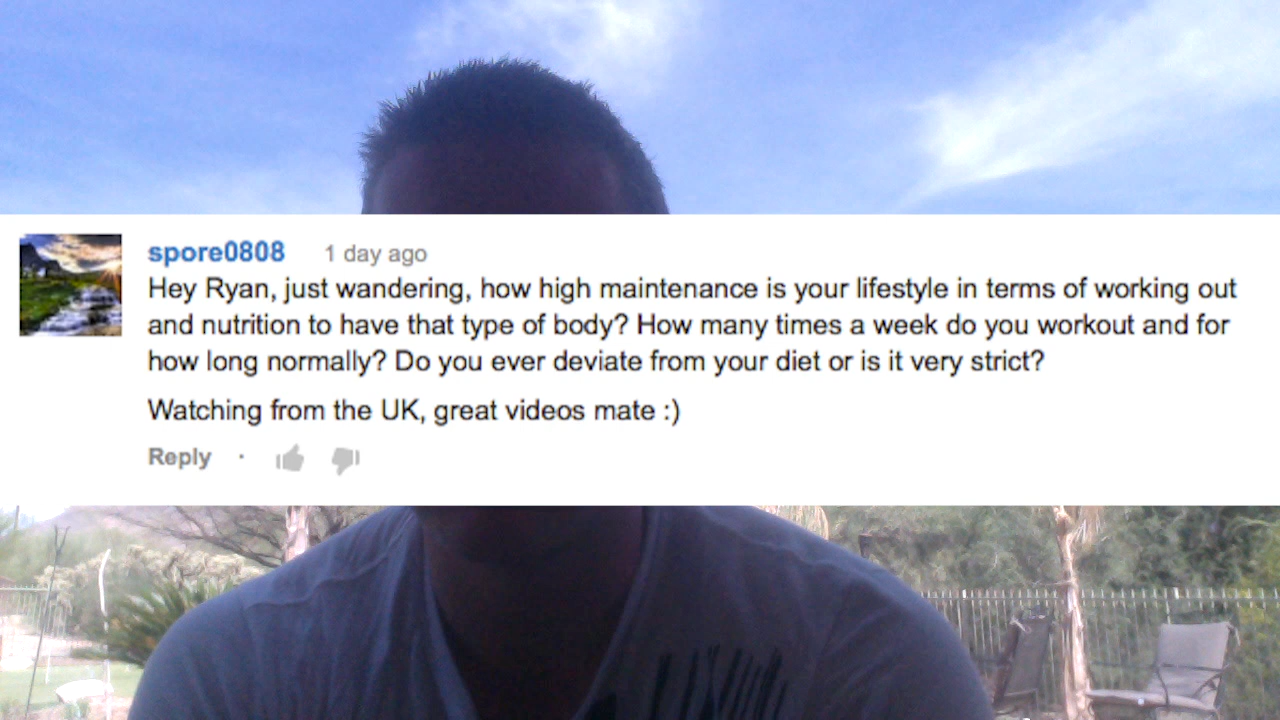 spore0808 1 day ago
Hey Ryan, just wandering, how high maintenance is your lifestyle in terms of working out
and nutrition to have that type of body? How many times a week do you workout and for
how long normally? Do you ever deviate from your diet or is it very strict?
Watching from the UK, great videos mate :)
Reply ·